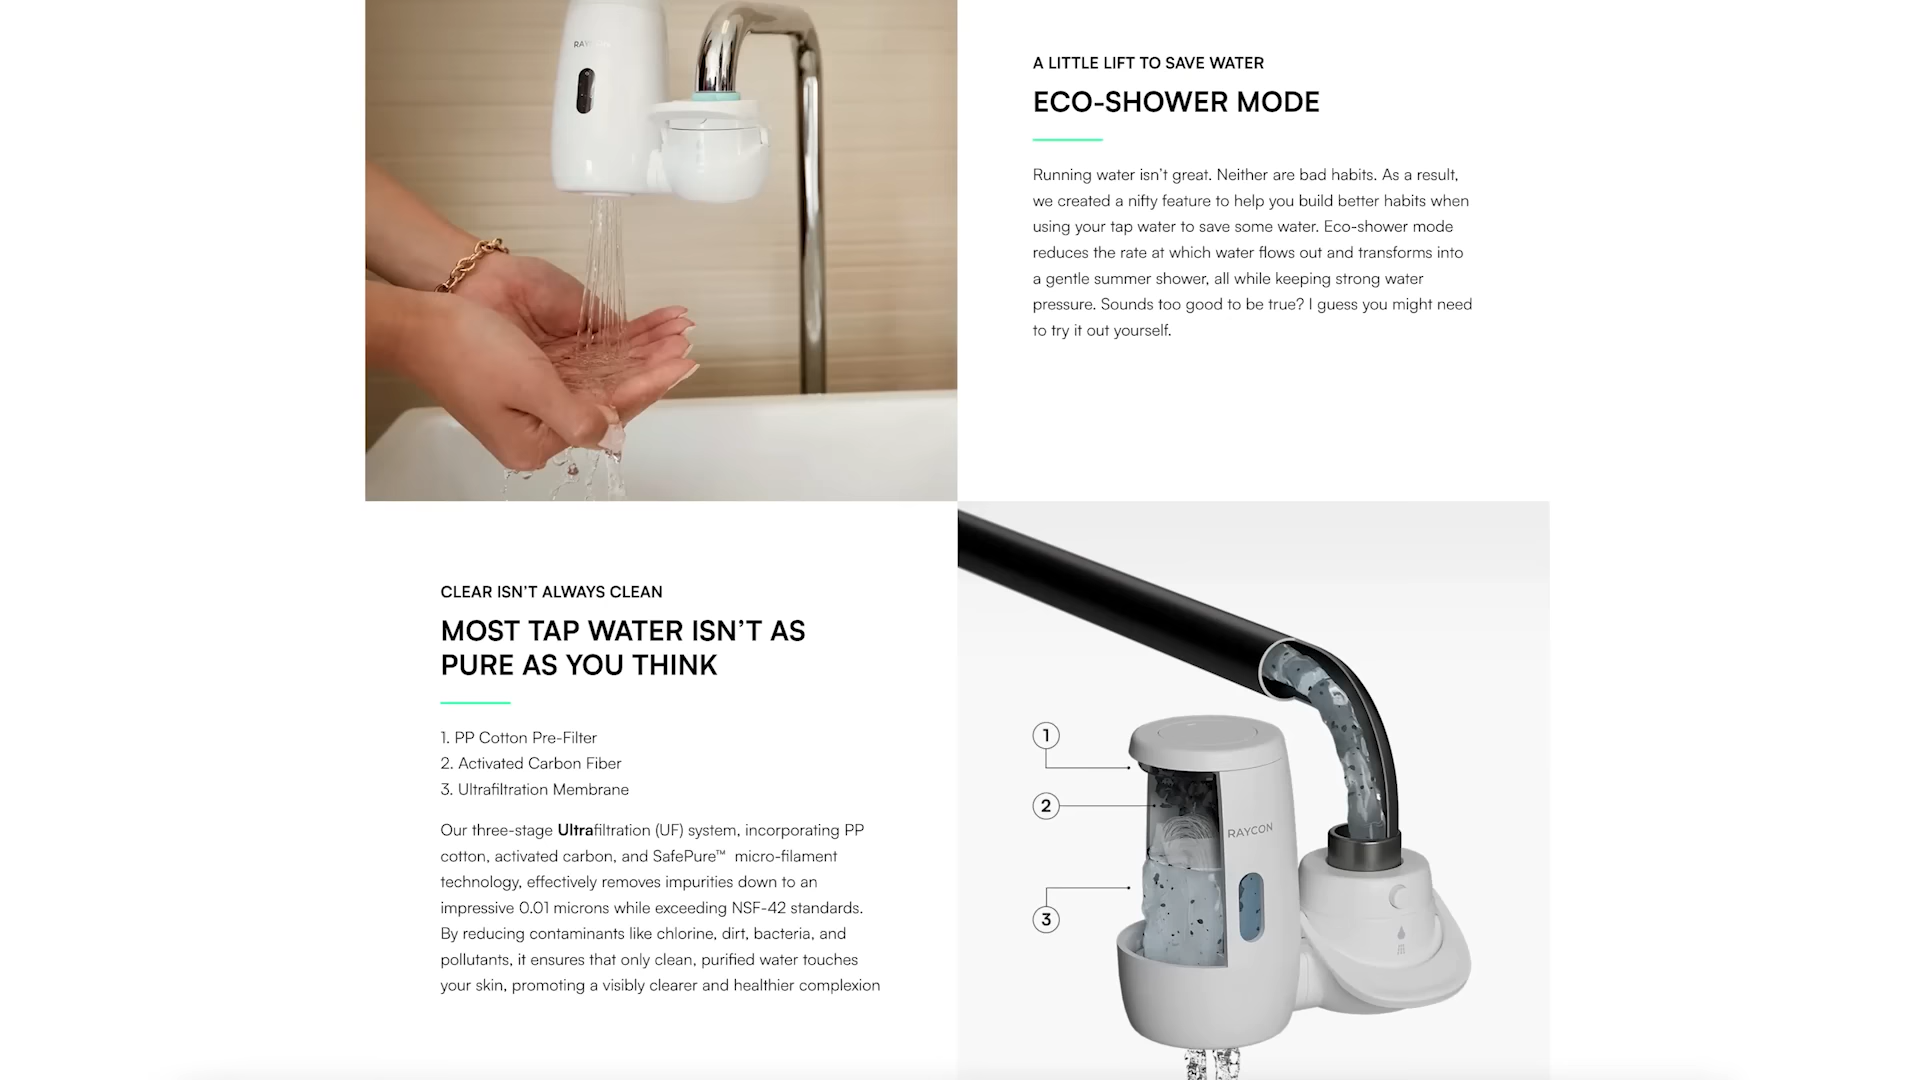 RAYCON
A LITTLE LIFT TO SAVE WATER
ECO-SHOWER MODE
Running water isn’t great. Neither are bad habits. As a result,
we created a nifty feature to help you build better habits when
using your tap water to save some water. Eco-shower mode
reduces the rate at which water flows out and transforms into
a gentle summer shower, all while keeping strong water
pressure. Sounds too good to be true? I guess you might need
to try it out yourself.
CLEAR ISN’T ALWAYS CLEAN
MOST TAP WATER ISN’T AS
PURE AS YOU THINK
1. PP Cotton Pre-Filter
2. Activated Carbon Fiber
3. Ultrafiltration Membrane
Our three-stage Ultrafiltration (UF) system, incorporating PP
cotton, activated carbon, and SafePure™ micro-filament
technology, effectively removes impurities down to an
impressive 0.01 microns while exceeding NSF-42 standards.
By reducing contaminants like chlorine, dirt, bacteria, and
pollutants, it ensures that only clean, purified water touches
your skin, promoting a visibly clearer and healthier complexion
1
2
RAYCON
3